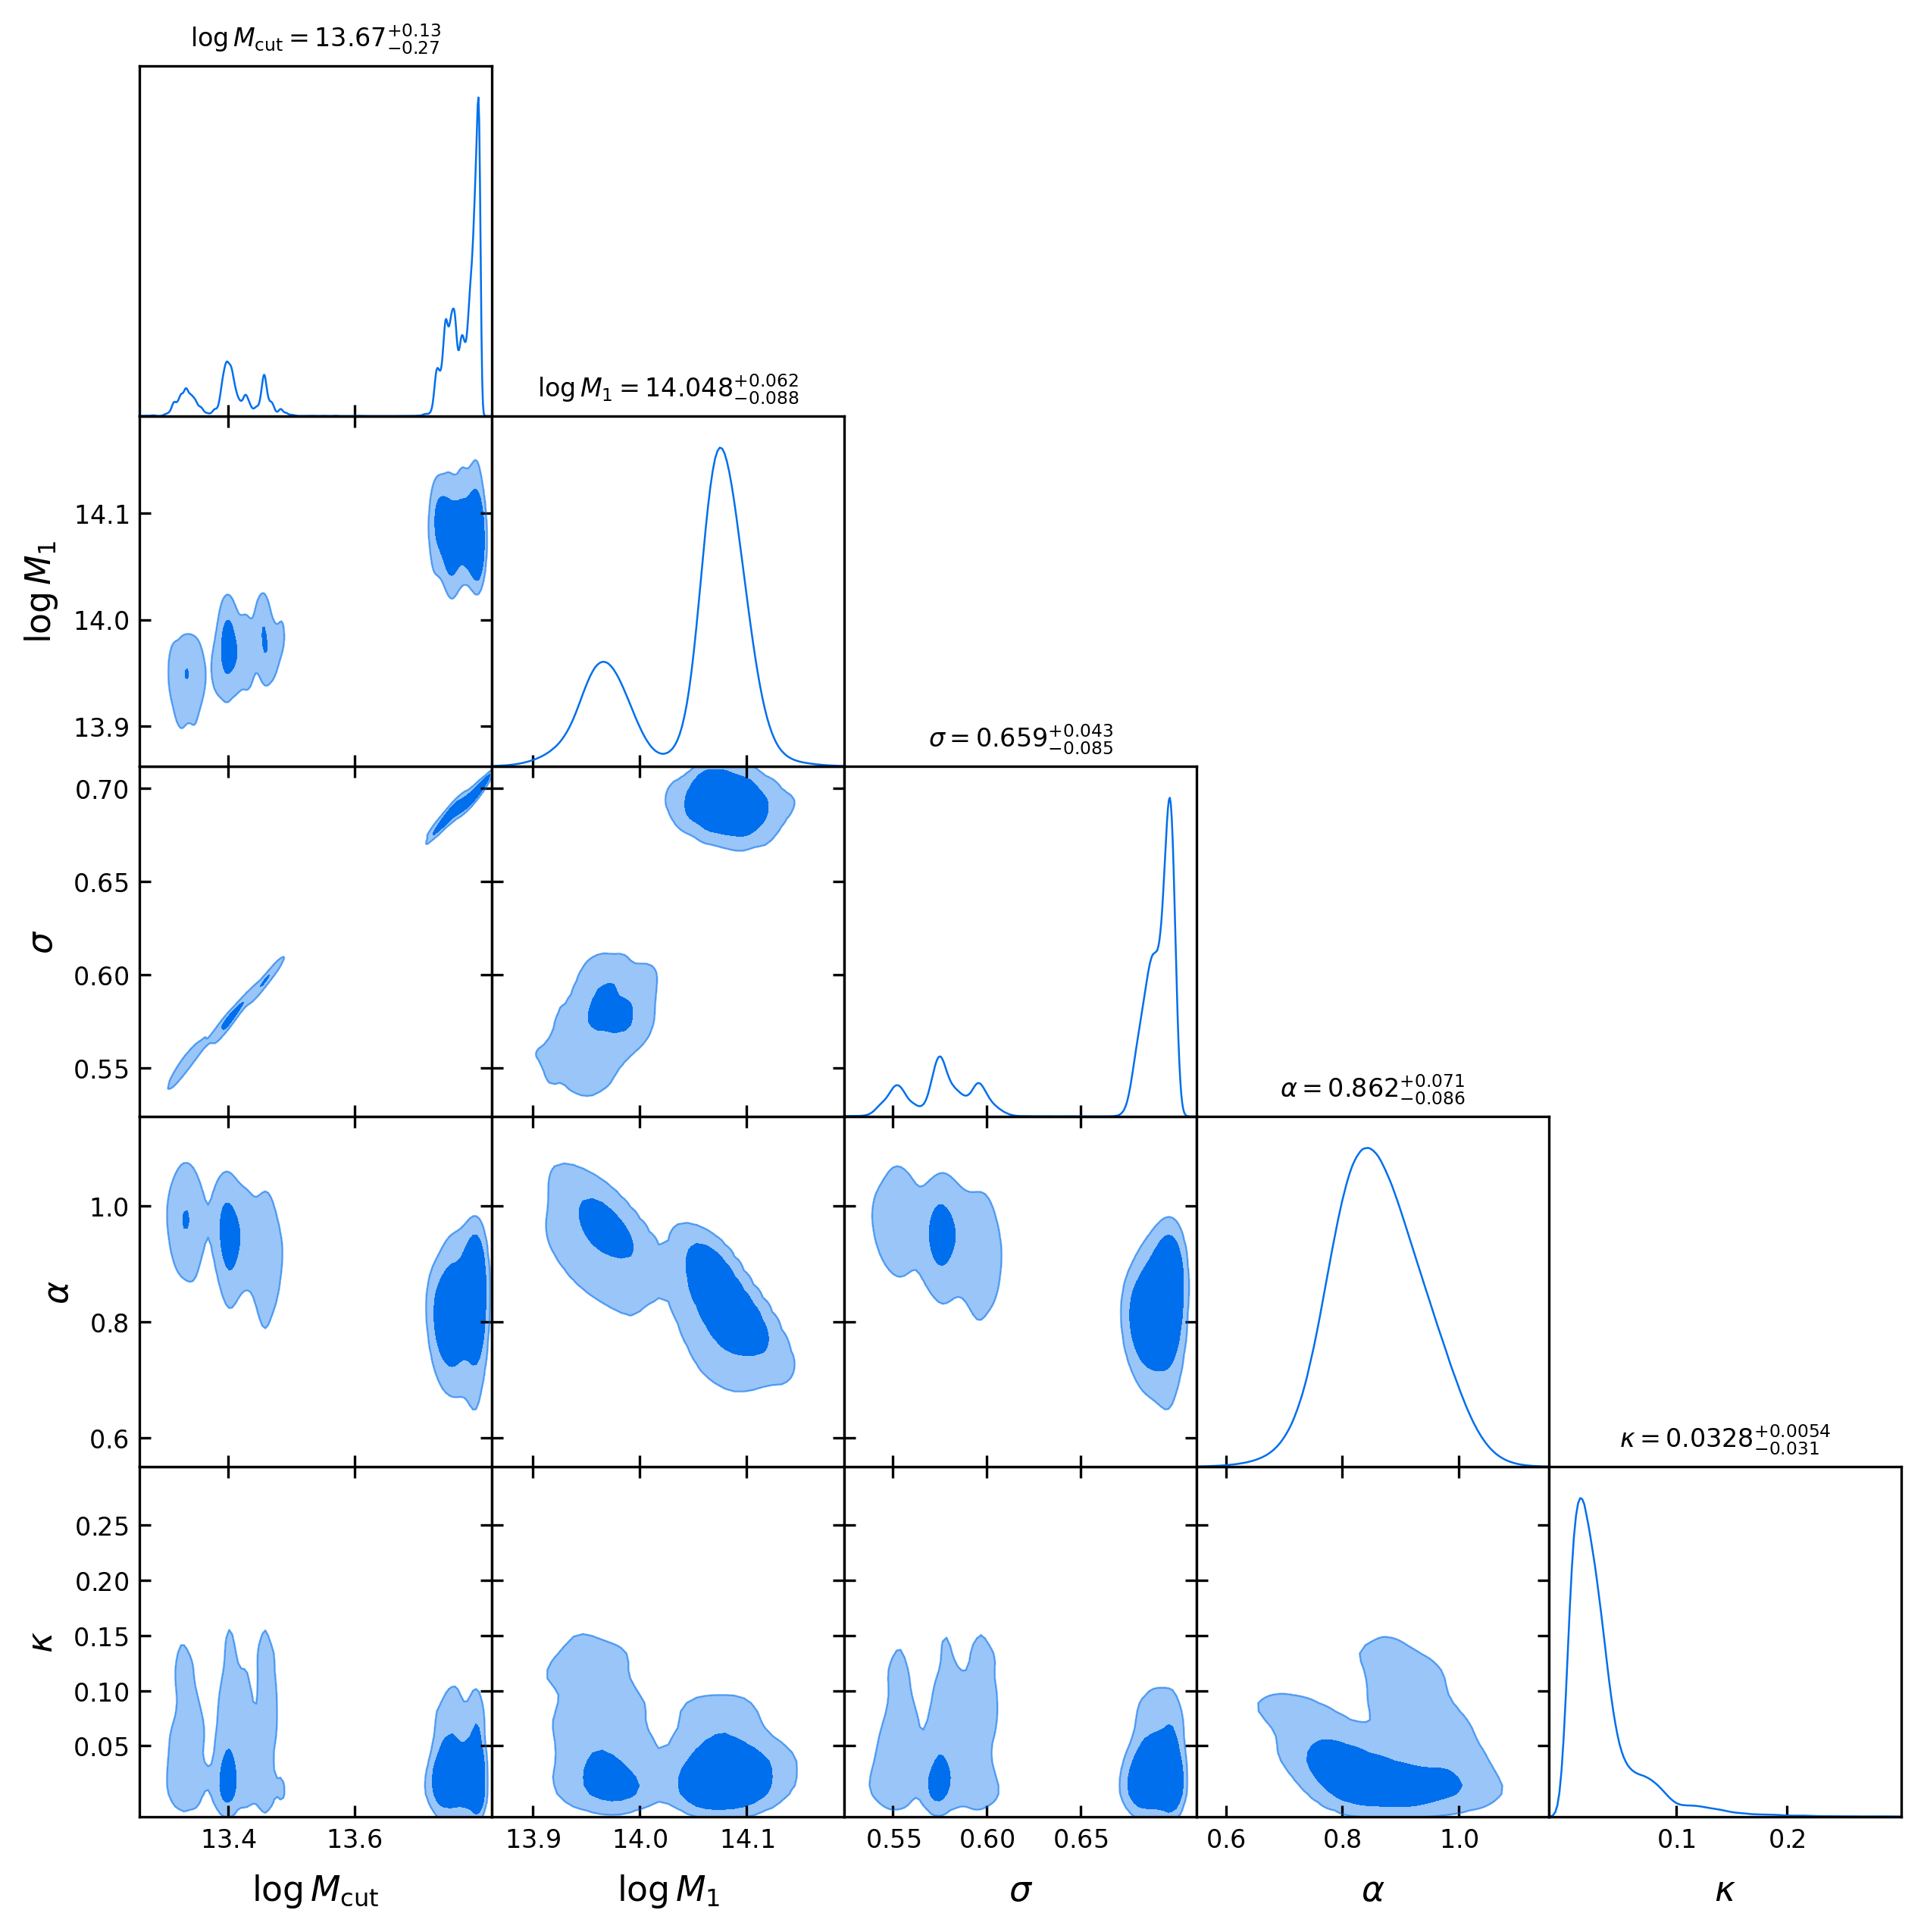 log M_cut = 13.67^{+0.13}_{−0.27}
log M_1 = 14.048^{+0.062}_{−0.088}
14.1
14.0
13.9
log M_1
σ = 0.659^{+0.043}_{−0.085}
0.70
0.65
0.60
0.55
σ
α = 0.862^{+0.071}_{−0.086}
1.0
0.8
0.6
α
κ = 0.0328^{+0.0054}_{−0.031}
0.25
0.20
0.15
0.10
0.05
κ
13.4 13.6 13.9 14.0 14.1 0.55 0.60 0.65 0.6 0.8 1.0 0.1 0.2
log M_cut log M_1 σ α κ